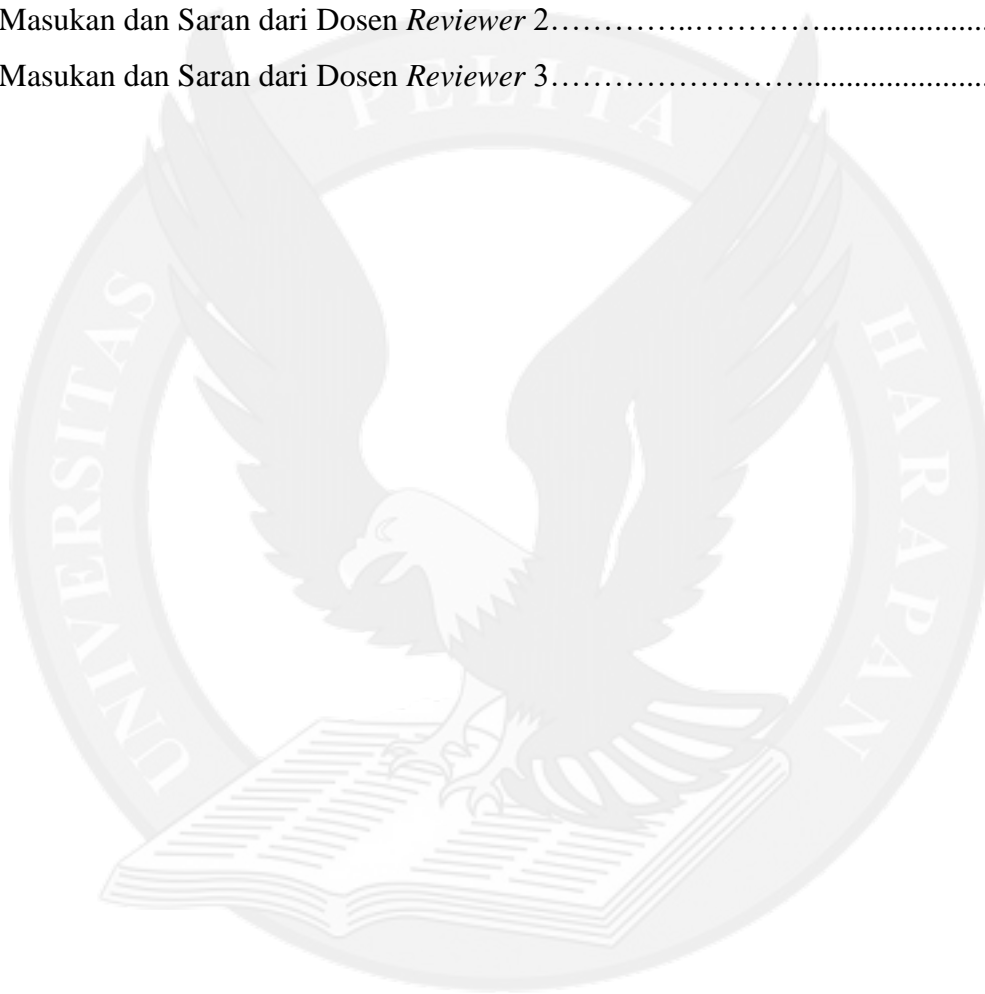 Masukan dan Saran dari Dosen Reviewer 2…………..…………......................
Masukan dan Saran dari Dosen Reviewer 3……………………......................
UNIVERSITAS PELITA HARAPAN